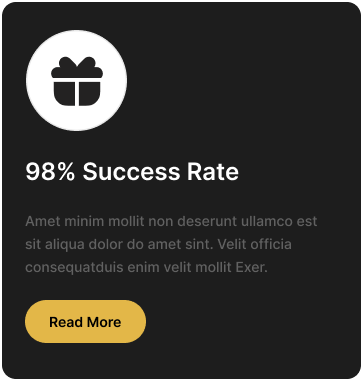 98% Success Rate
Amet minim mollit non deserunt ullamco est
sit aliqua dolor do amet sint. Velit officia
consequatduis enim velit mollit Exer.
Read More